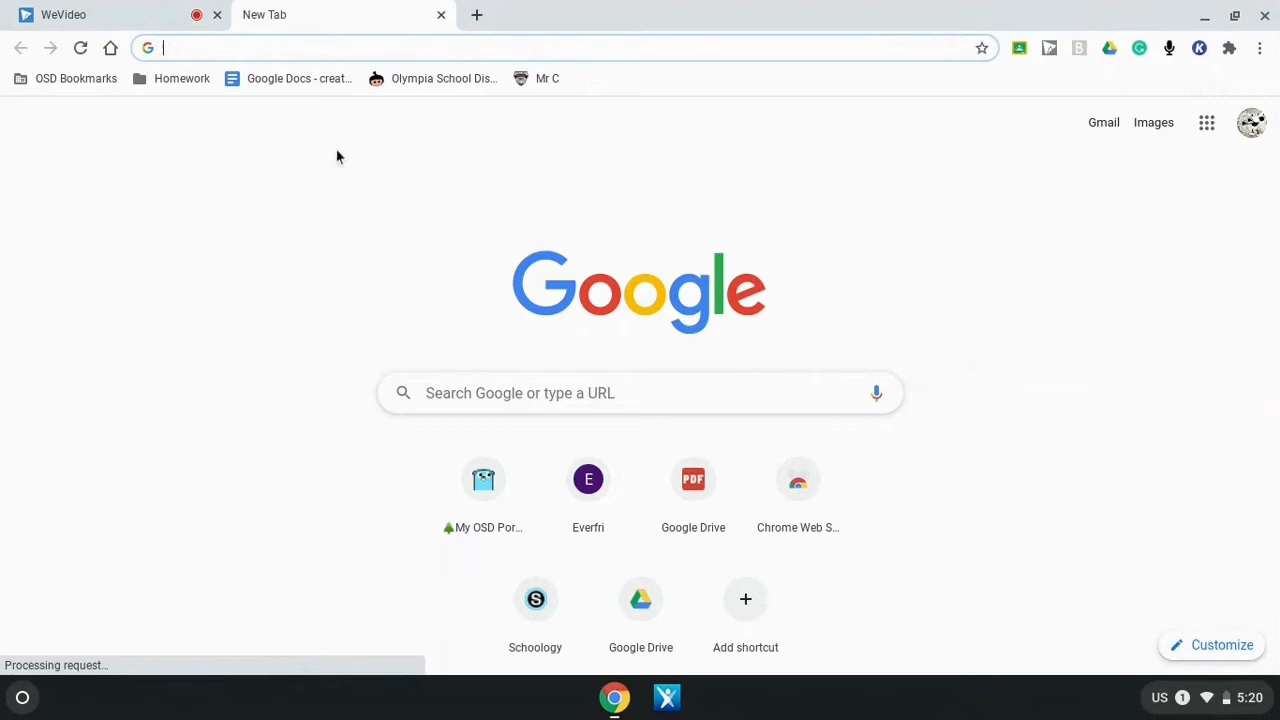 WeVideo
New Tab
OSD Bookmarks
Homework
Google Docs - creat...
Olympia School Dis...
Mr C
Gmail
Images
Google
Search Google or type a URL
🌲My OSD Por...
E
Everfri
PDF
Google Drive
Chrome Web S...
S
Schoology
Google Drive
Add shortcut
Customize
Processing request...
US
1
5:20